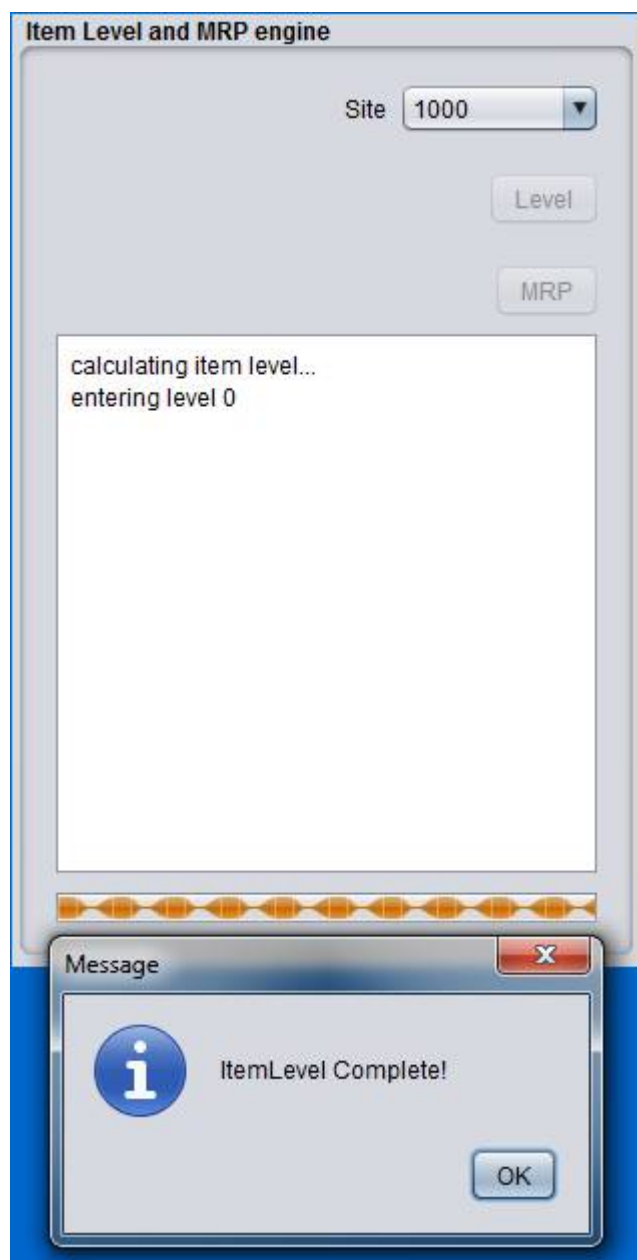 Item Level and MRP engine
Site 1000
Level
MRP
calculating item level...
entering level 0
Message
ItemLevel Complete!
OK